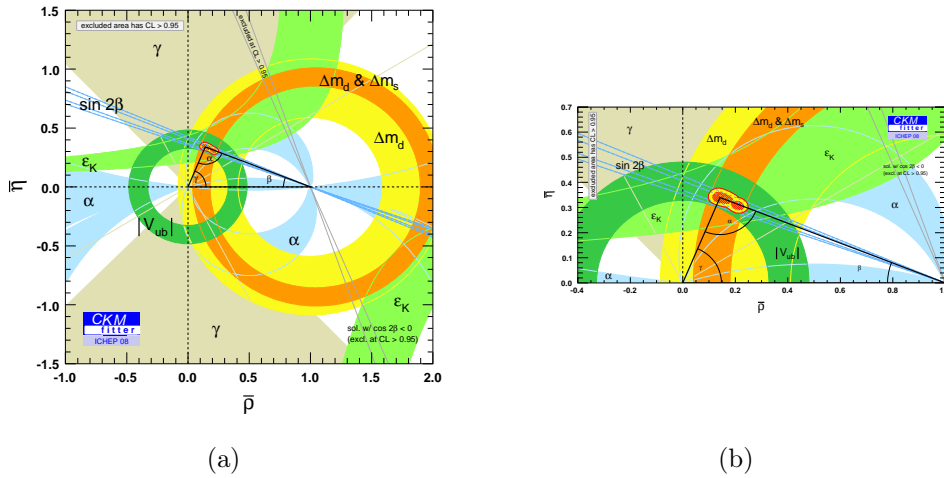 excluded area has CL > 0.95
excluded at CL > 0.95
γ
sin 2β
Δm_d & Δm_s
Δm_d
ε_K
α
α
β
γ
α
|V_ub|
ε_K
γ
CKM
fitter
ICHEP 08
sol. w/ cos 2β < 0
(excl. at CL > 0.95)
1.5
1.0
0.5
0.0
-0.5
-1.0
-1.5
η̅
-1.0 -0.5 0.0 0.5 1.0 1.5 2.0
ρ̅
(a)
excluded area has CL > 0.95
γ
Δm_d
Δm_d & Δm_s
CKM
fitter
ICHEP 08
sin 2β
ε_K
sol. w/ cos 2β < 0
(excl. at CL > 0.95)
ε_K
α
α
|V_ub|
γ
β
α
0.7
0.6
0.5
0.4
0.3
0.2
0.1
0.0
η̅
-0.4 -0.2 0.0 0.2 0.4 0.6 0.8 1.0
ρ̅
(b)